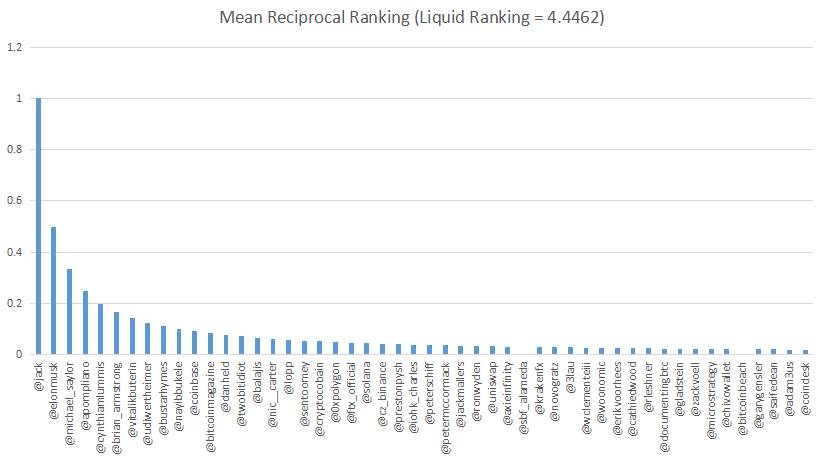 Mean Reciprocal Ranking (Liquid Ranking = 4.4462)
1.2
1
0.8
0.6
0.4
0.2
0
@jack
@elonmusk
@michael_saylor
@apompliano
@cynthiamlummis
@brian_armstrong
@vitalikbuterin
@udiwertheimer
@bustarhymes
@nayibbukele
@coinbase
@bitcoinmagazine
@danheld
@twobitidiot
@balajis
@nic__carter
@lopp
@sentoomey
@cryptocobain
@0xpolygon
@ftx_official
@solana
@cz_binance
@prestonpysh
@iohk_charles
@peterschiff
@petermccormack
@jackmallers
@ronwyden
@uniswap
@axieinfinity
@sbf_alameda
@krakenfx
@novogratz
@3lau
@wclementeiii
@woonomic
@erikvoorhees
@cathiedwood
@rleshner
@documentingbtc
@gladstein
@zackvoell
@microstrategy
@chivowallet
@bitcoinbeach
@garygensler
@saifedean
@adam3us
@coindesk